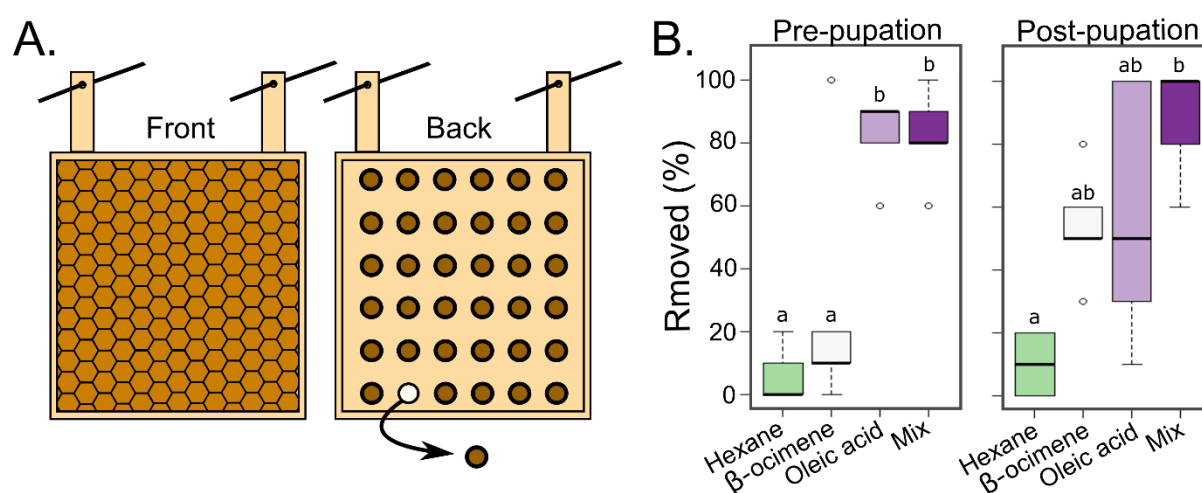 A.
Front
Back
B.
Pre-pupation
Post-pupation
Rmoved (%)
100
80
60
40
20
0
a
a
b
b
a
ab
ab
b
Hexane
β-ocimene
Oleic acid
Mix
Hexane
β-ocimene
Oleic acid
Mix